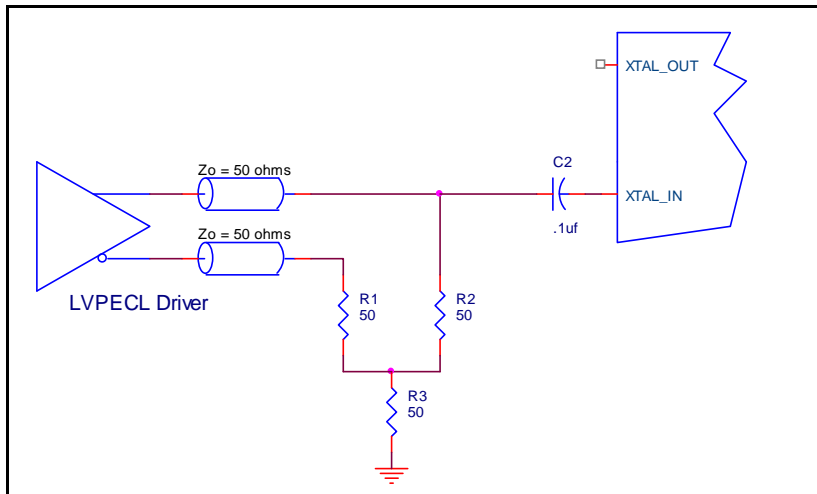 XTAL_OUT
Zo = 50 ohms
C2
XTAL_IN
.1uf
Zo = 50 ohms
LVPECL Driver
R1
50
R2
50
R3
50